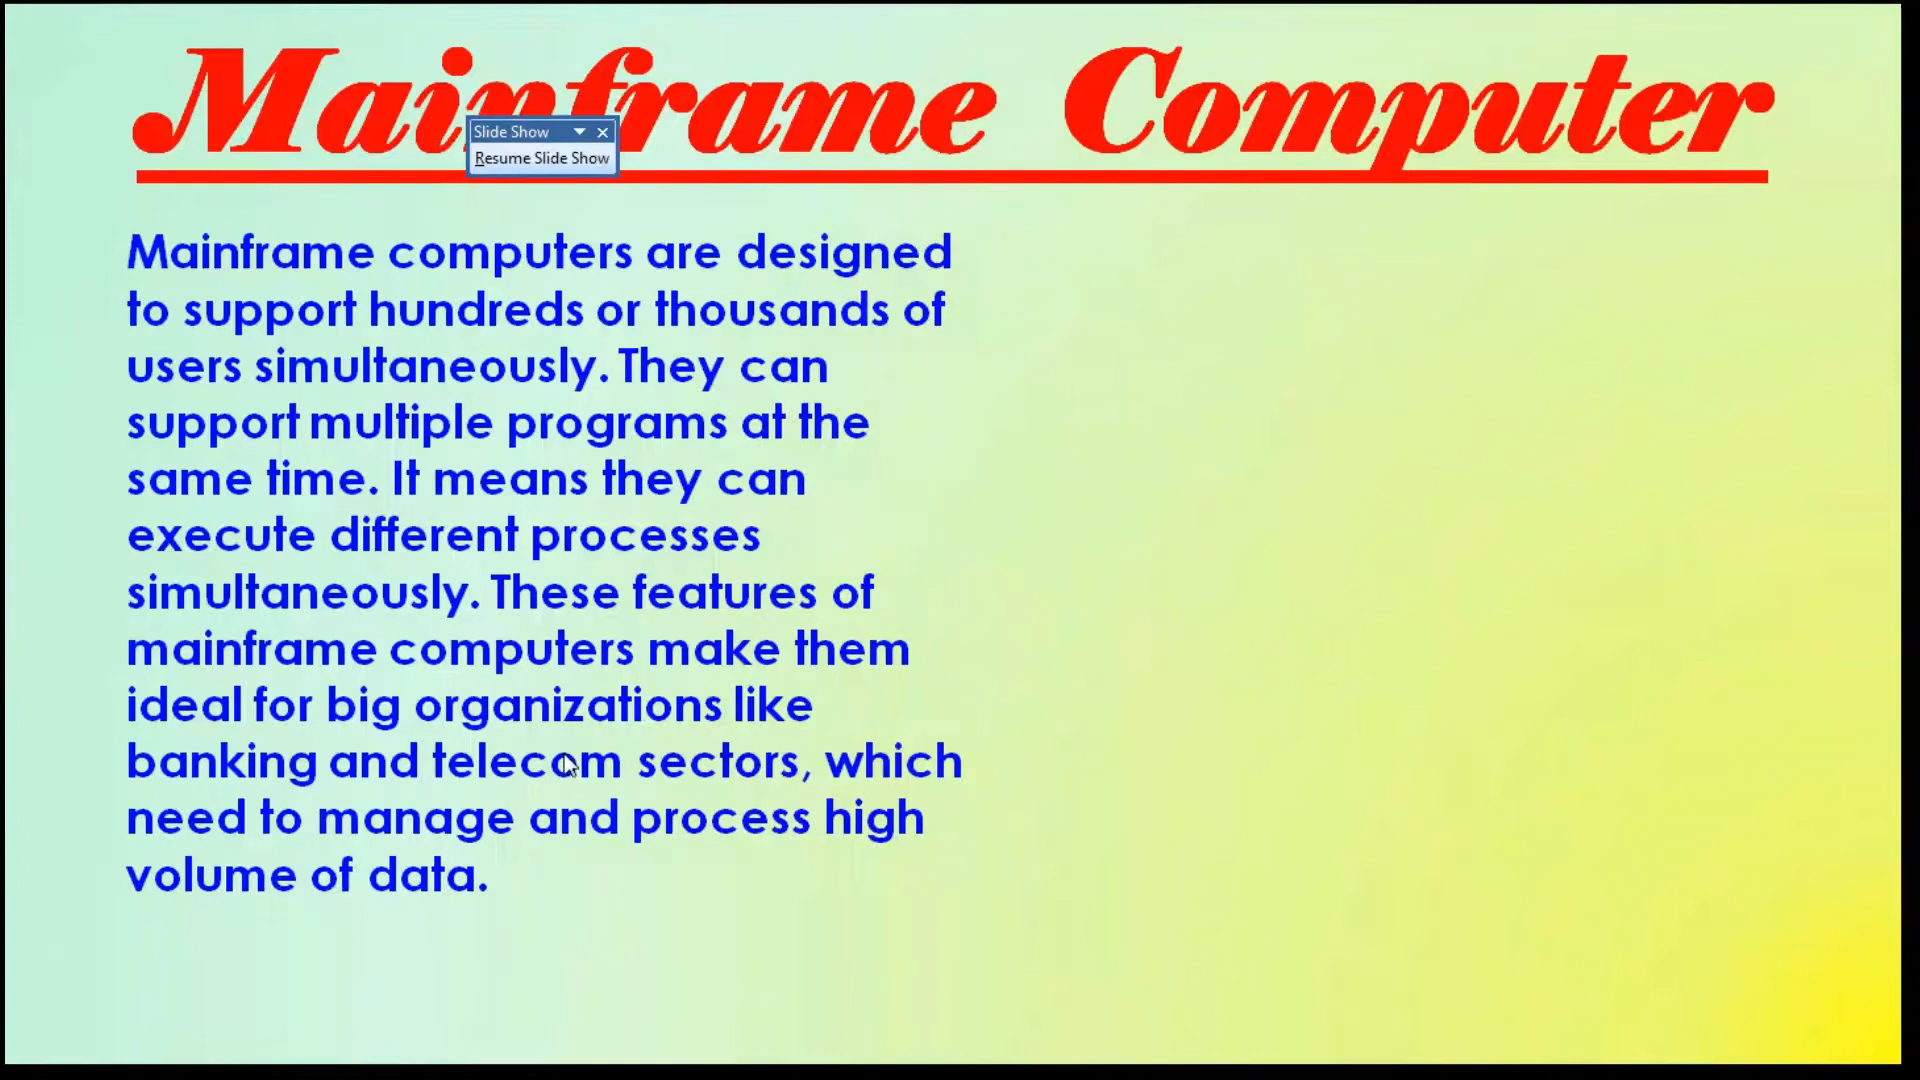 Mainframe Computer
Slide Show
Resume Slide Show
Mainframe computers are designed
to support hundreds or thousands of
users simultaneously. They can
support multiple programs at the
same time. It means they can
execute different processes
simultaneously. These features of
mainframe computers make them
ideal for big organizations like
banking and telecom sectors, which
need to manage and process high
volume of data.